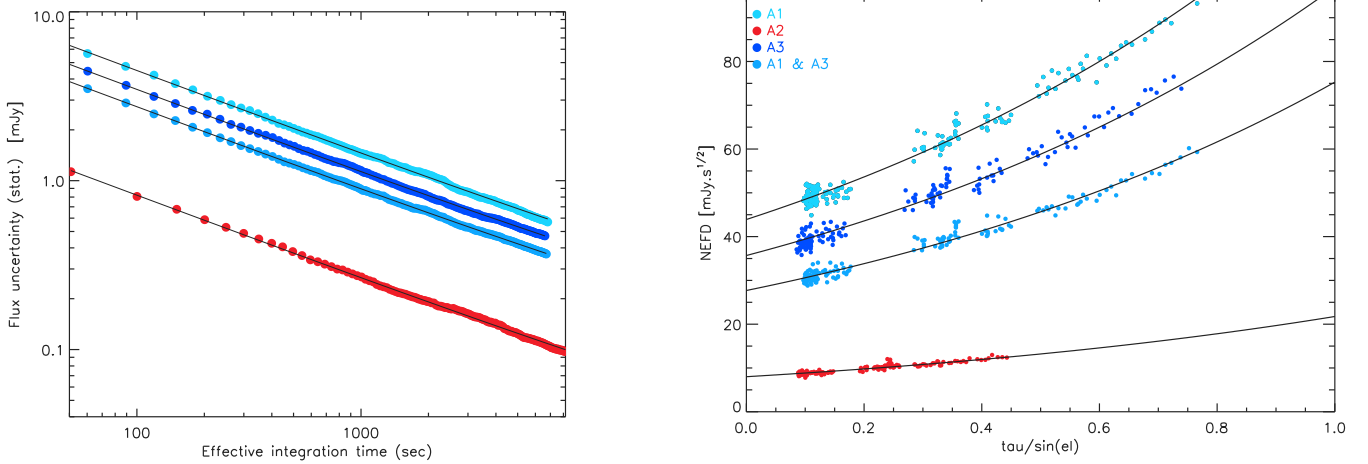 10.0
1.0
0.1
Flux uncertainty (stat.) [mJy]
100
1000
Effective integration time (sec)
A1
A2
A3
A1 & A3
80
60
40
20
0
NEFD [mJy.s1/2]
0.0
0.2
0.4
0.6
0.8
1.0
tau/sin(el)